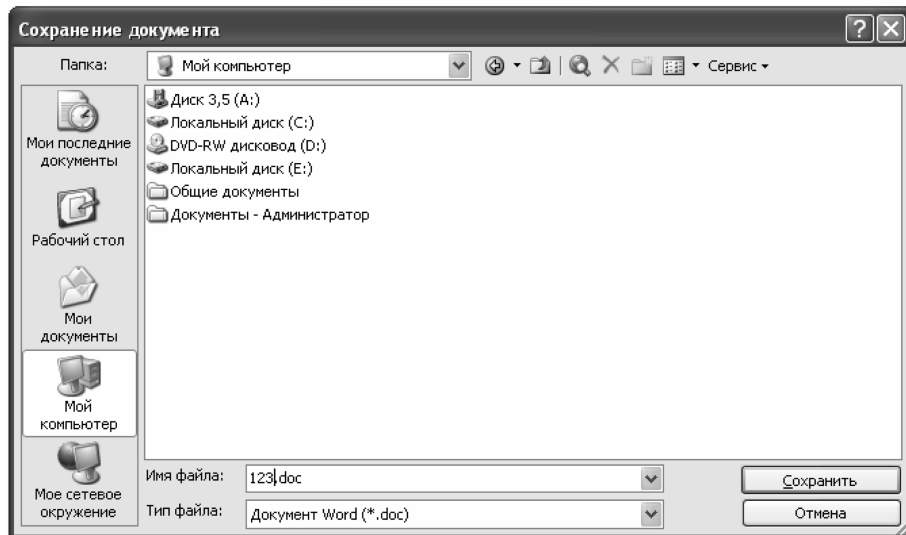 Сохранение документа
Папка:
Мой компьютер
Сервис
Мои последние
документы
Рабочий стол
Мои
документы
Мой
компьютер
Мое сетевое
окружение
Диск 3,5 (A:)
Локальный диск (C:)
DVD-RW дисковод (D:)
Локальный диск (E:)
Общие документы
Документы - Администратор
Имя файла:
123.doc
Сохранить
Тип файла:
Документ Word (*.doc)
Отмена